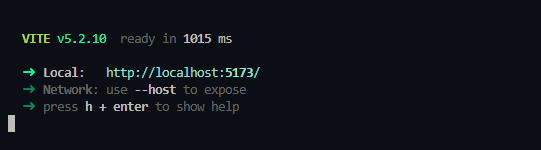 VITE v5.2.10  ready in 1015 ms
➜  Local:   http://localhost:5173/
➜  Network: use --host to expose
➜  press h + enter to show help